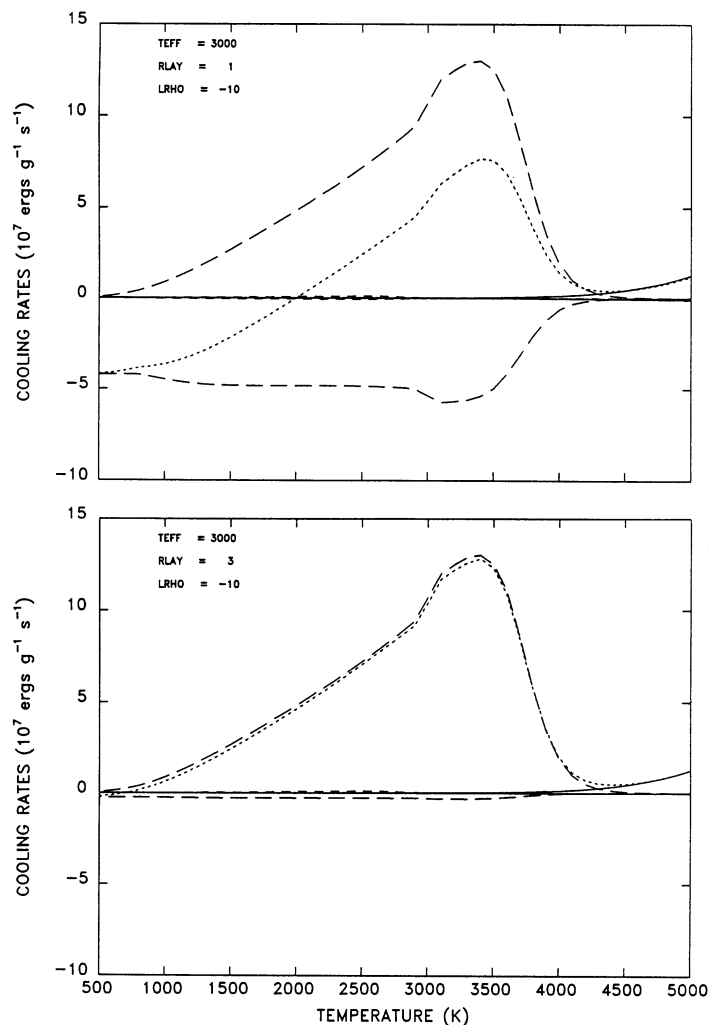 15
TEFF = 3000
RLAY = 1
LRHO = -10
10
5
0
-5
-10
COOLING RATES (10⁷ ergs g⁻¹ s⁻¹)
15
TEFF = 3000
RLAY = 3
LRHO = -10
10
5
0
-5
-10
COOLING RATES (10⁷ ergs g⁻¹ s⁻¹)
500 1000 1500 2000 2500 3000 3500 4000 4500 5000
TEMPERATURE (K)